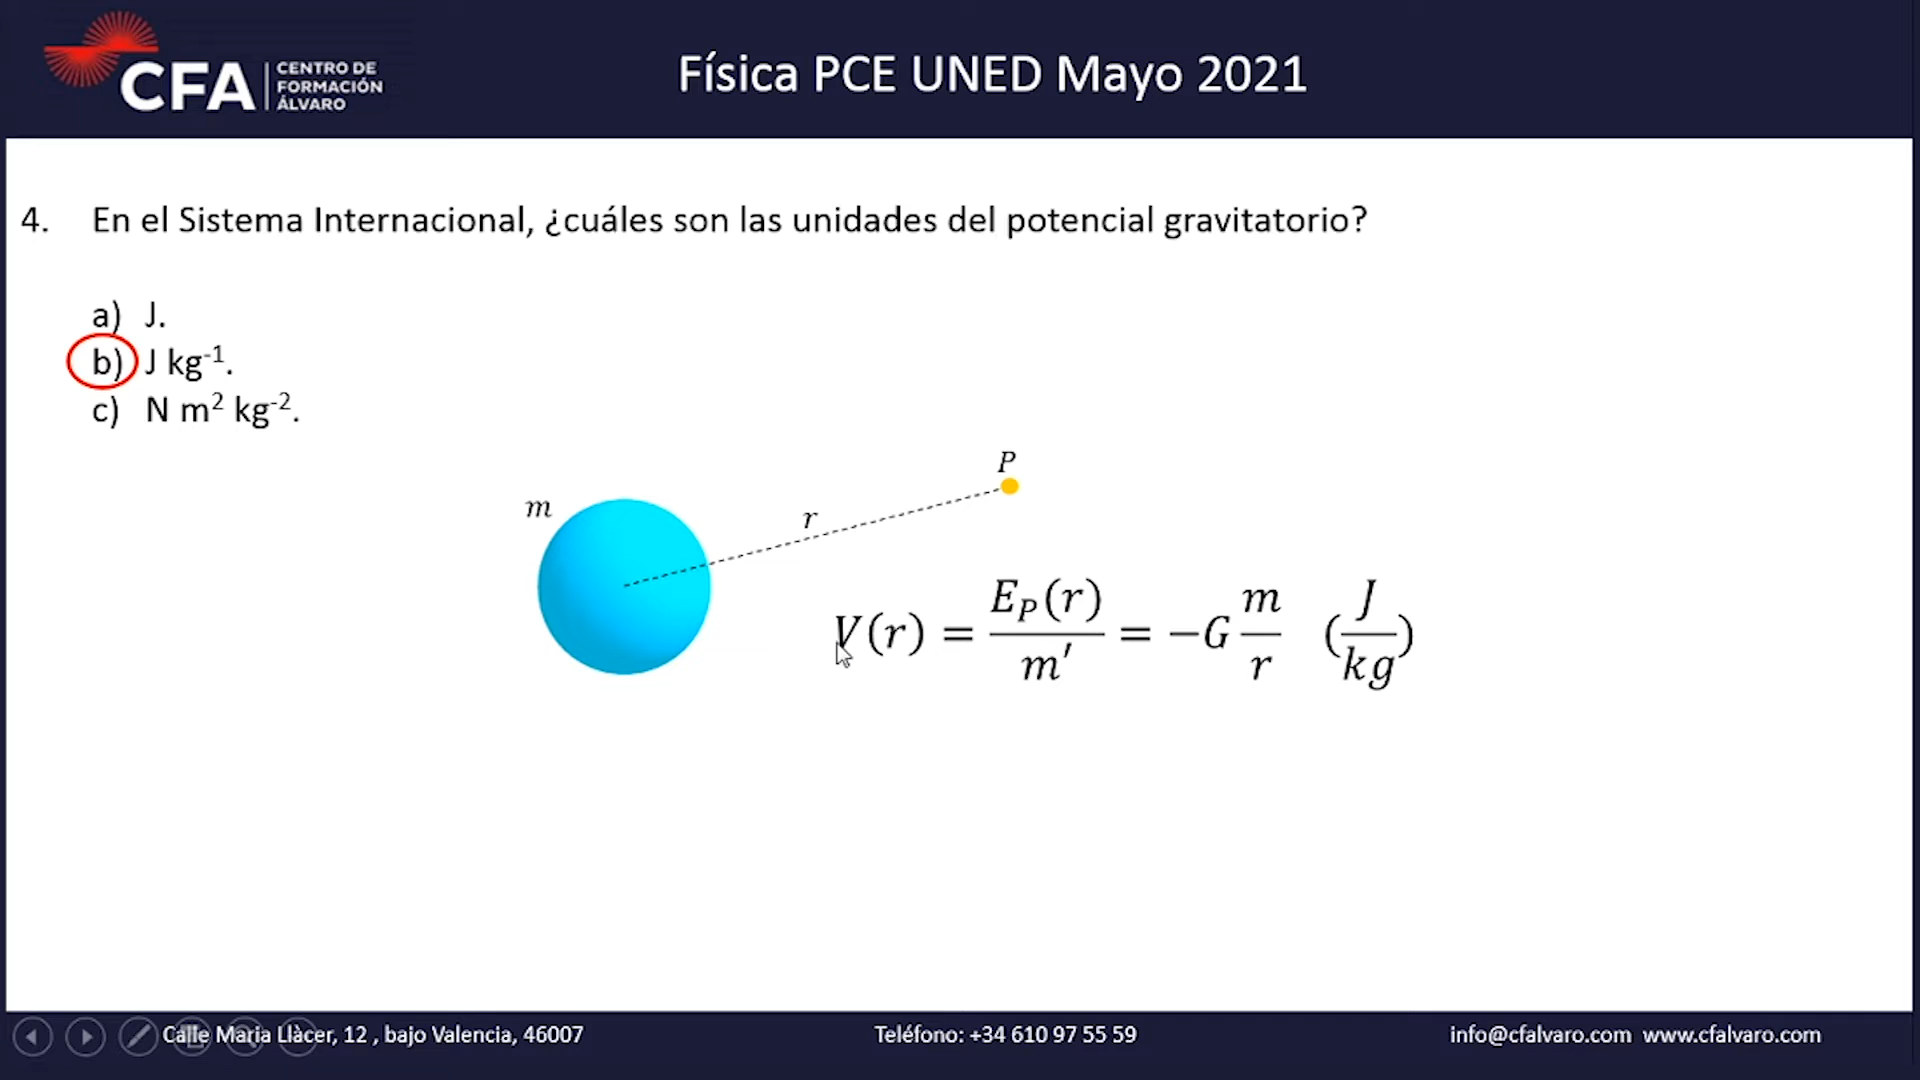 CFA
CENTRO DE
FORMACIÓN
ÁLVARO
Física PCE UNED Mayo 2021
4. En el Sistema Internacional, ¿cuáles son las unidades del potencial gravitatorio?
a) J.
b) J kg⁻¹.
c) N m² kg⁻².
P
m
r
V(r) = E_P(r)/m′ = −G m/r (J/kg)
Calle Maria Llàcer, 12 , bajo Valencia, 46007
Teléfono: +34 610 97 55 59
info@cfalvaro.com www.cfalvaro.com